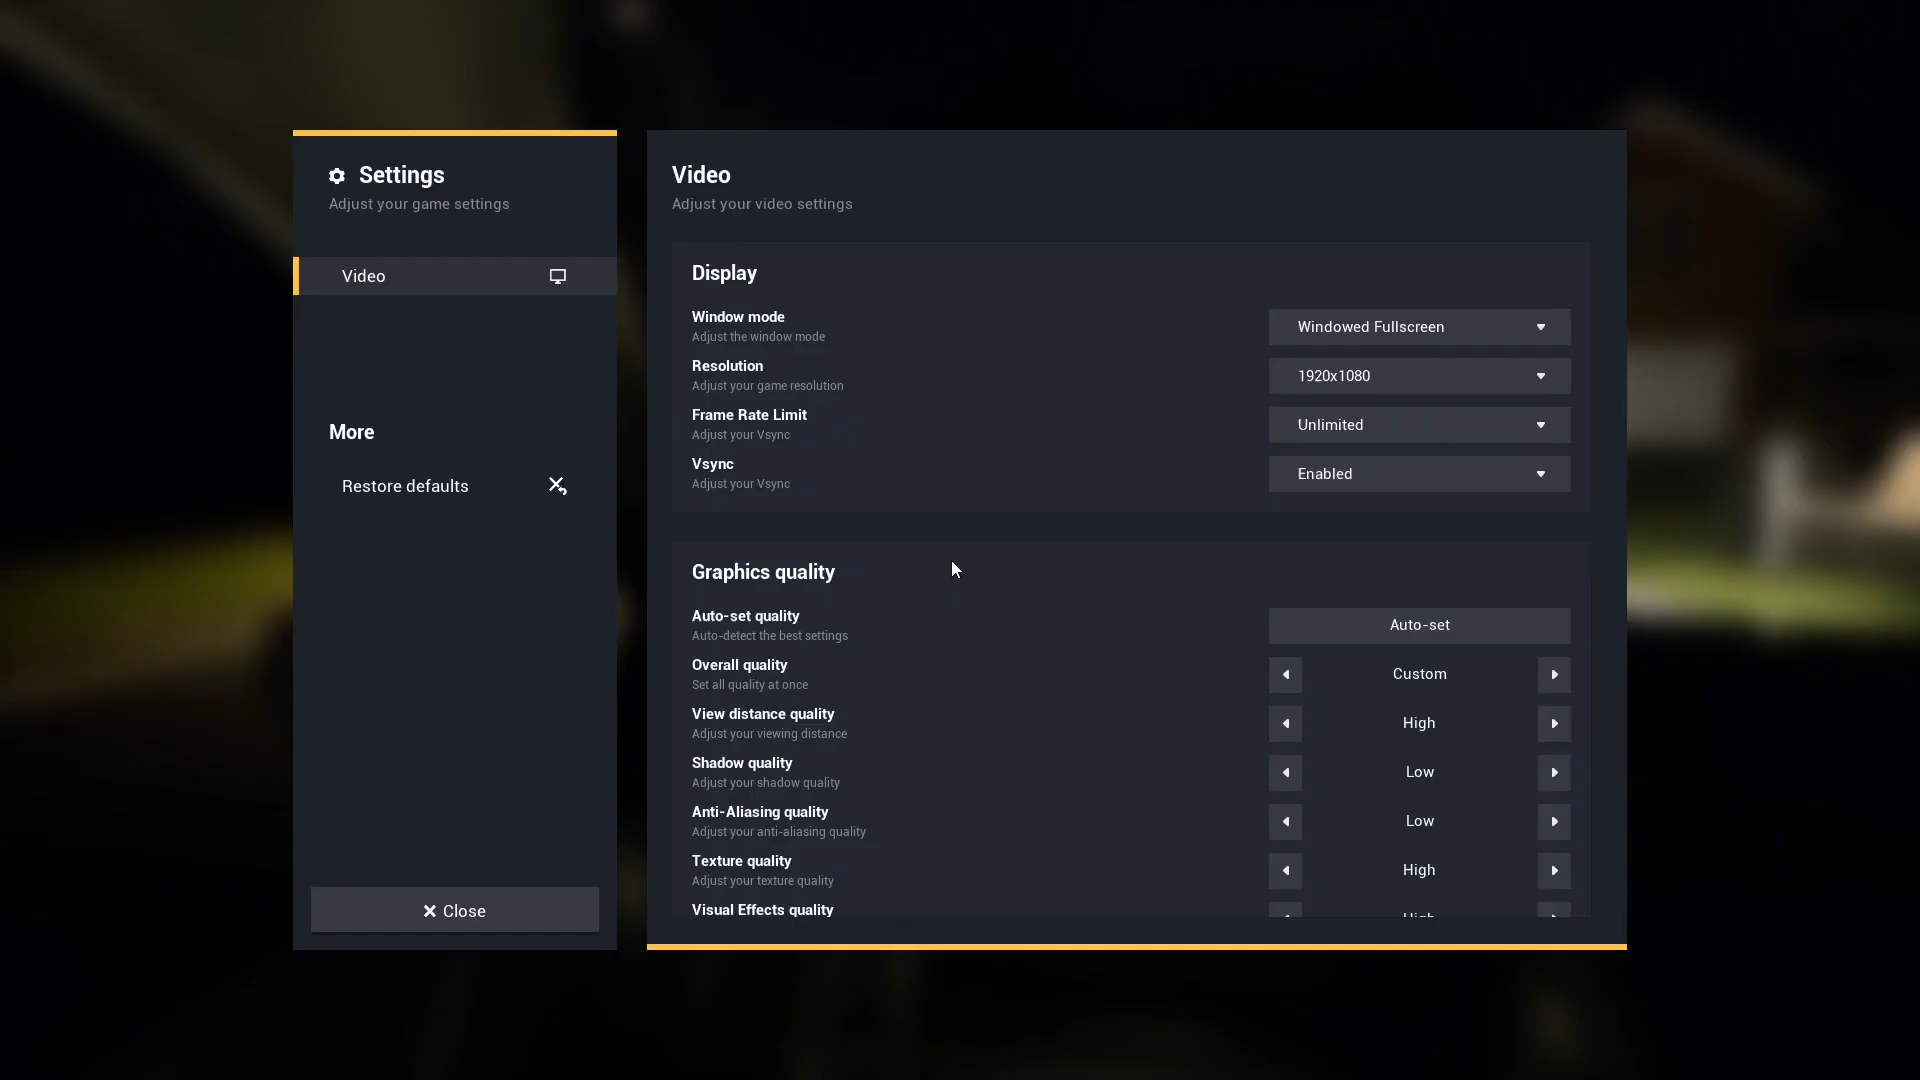 Settings
Adjust your game settings
Video
More
Restore defaults
Close
Video
Adjust your video settings
Display
Window mode
Adjust the window mode
Windowed Fullscreen
Resolution
Adjust your game resolution
1920x1080
Frame Rate Limit
Adjust your Vsync
Unlimited
Vsync
Adjust your Vsync
Enabled
Graphics quality
Auto-set quality
Auto-detect the best settings
Auto-set
Overall quality
Set all quality at once
Custom
View distance quality
Adjust your viewing distance
High
Shadow quality
Adjust your shadow quality
Low
Anti-Aliasing quality
Adjust your anti-aliasing quality
Low
Texture quality
Adjust your texture quality
High
Visual Effects quality
High